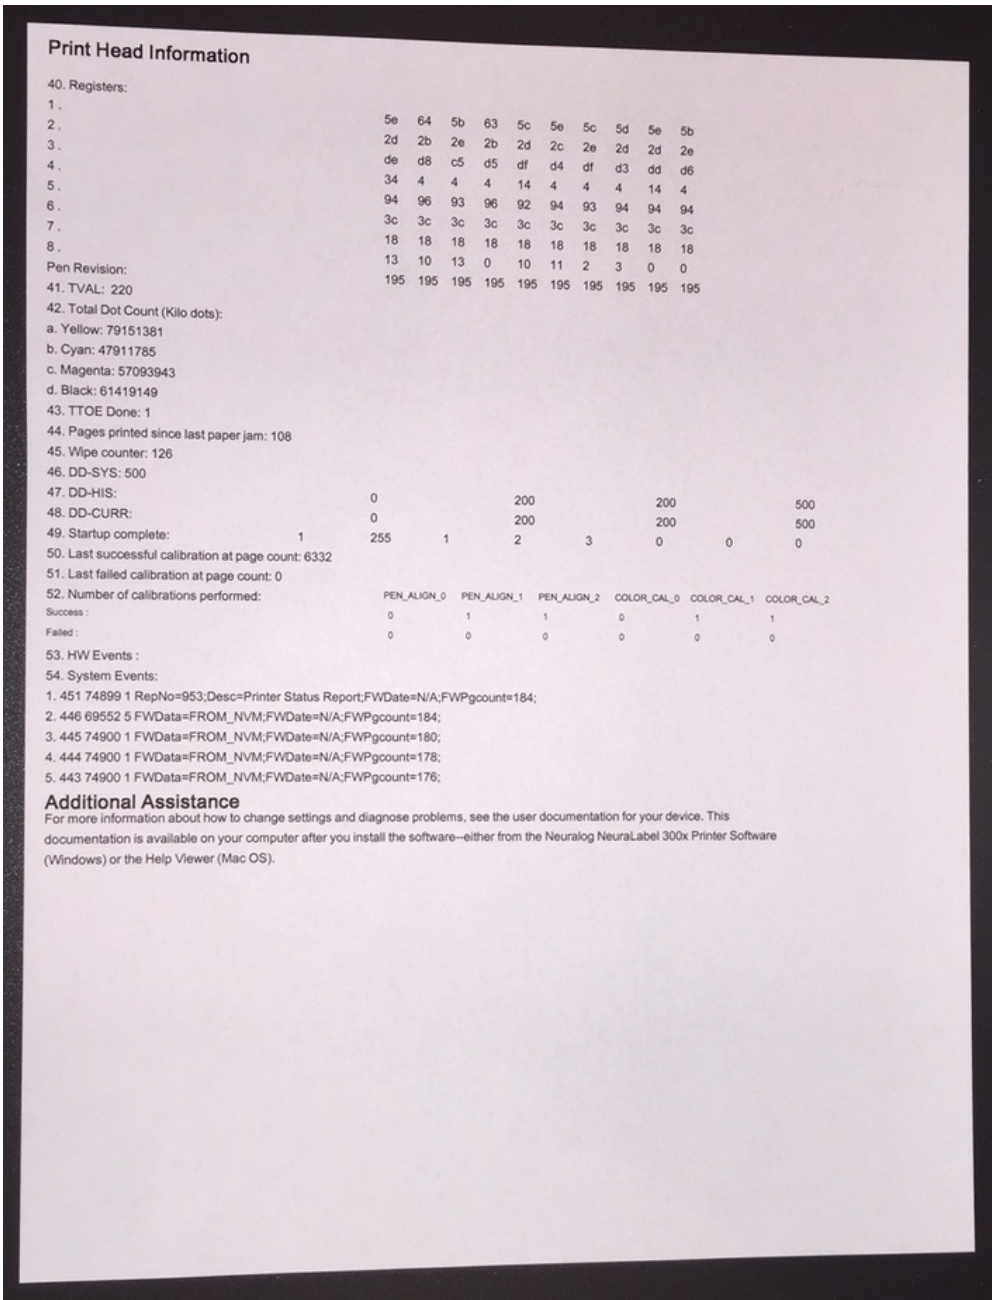 Print Head Information
40. Registers:
1. 5e 64 5b 63 5c 5e 5c 5d 5e 5b
2. 2d 2b 2e 2b 2d 2c 2e 2d 2d 2e
3. de d8 c5 d5 df d4 df d3 dd d6
4. 34 4 4 4 14 4 4 4 14 4
5. 94 96 93 96 92 94 93 94 94 94
6. 3c 3c 3c 3c 3c 3c 3c 3c 3c 3c
7. 18 18 18 18 18 18 18 18 18 18
8. 13 10 13 0 10 11 2 3 0 0
Pen Revision: 195 195 195 195 195 195 195 195 195 195
41. TVAL: 220
42. Total Dot Count (Kilo dots):
a. Yellow: 79151381
b. Cyan: 47911785
c. Magenta: 57093943
d. Black: 61419149
43. TTOE Done: 1
44. Pages printed since last paper jam: 108
45. Wipe counter: 126
46. DD-SYS: 500
47. DD-HIS: 0 200 200 500
48. DD-CURR: 0 200 200 500
49. Startup complete: 1 255 1 2 3 0 0 0
50. Last successful calibration at page count: 6332
51. Last failed calibration at page count: 0
52. Number of calibrations performed: PEN_ALIGN_0 PEN_ALIGN_1 PEN_ALIGN_2 COLOR_CAL_0 COLOR_CAL_1 COLOR_CAL_2
Success : 0 1 1 0 1 1
Failed : 0 0 0 0 0 0
53. HW Events :
54. System Events:
1. 451 74899 1 RepNo=953;Desc=Printer Status Report;FWDate=N/A;FWPgcount=184;
2. 446 69552 5 FWData=FROM_NVM;FWDate=N/A;FWPgcount=184;
3. 445 74900 1 FWData=FROM_NVM;FWDate=N/A;FWPgcount=180;
4. 444 74900 1 FWData=FROM_NVM;FWDate=N/A;FWPgcount=178;
5. 443 74900 1 FWData=FROM_NVM;FWDate=N/A;FWPgcount=176;
Additional Assistance
For more information about how to change settings and diagnose problems, see the user documentation for your device. This
documentation is available on your computer after you install the software--either from the Neuralog NeuraLabel 300x Printer Software
(Windows) or the Help Viewer (Mac OS).